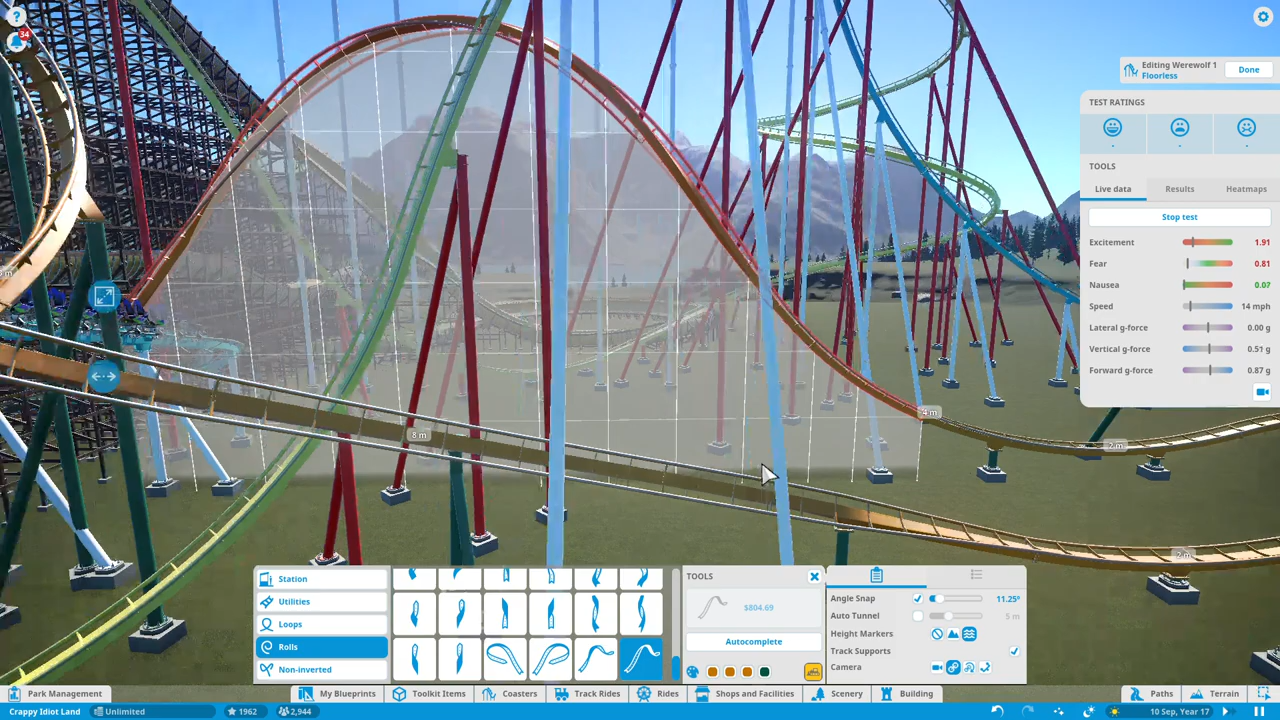 ?
34
Editing Werewolf 1
Floorless
Done
TEST RATINGS
- - -
TOOLS
Live data Results Heatmaps
Stop test
Excitement 1.91
Fear 0.81
Nausea 0.07
Speed 14 mph
Lateral g-force 0.00 g
Vertical g-force 0.51 g
Forward g-force 0.87 g
4 m
2 m
8 m
2 m
Station
Utilities
Loops
Rolls
Non-inverted
TOOLS
$804.69
Autocomplete
Angle Snap 11.25°
Auto Tunnel 5 m
Height Markers
Track Supports
Camera
Park Management
My Blueprints
Toolkit Items
Coasters
Track Rides
Rides
Shops and Facilities
Scenery
Building
Paths
Terrain
Crappy Idiot Land
Unlimited
1962
2,944
10 Sep, Year 17